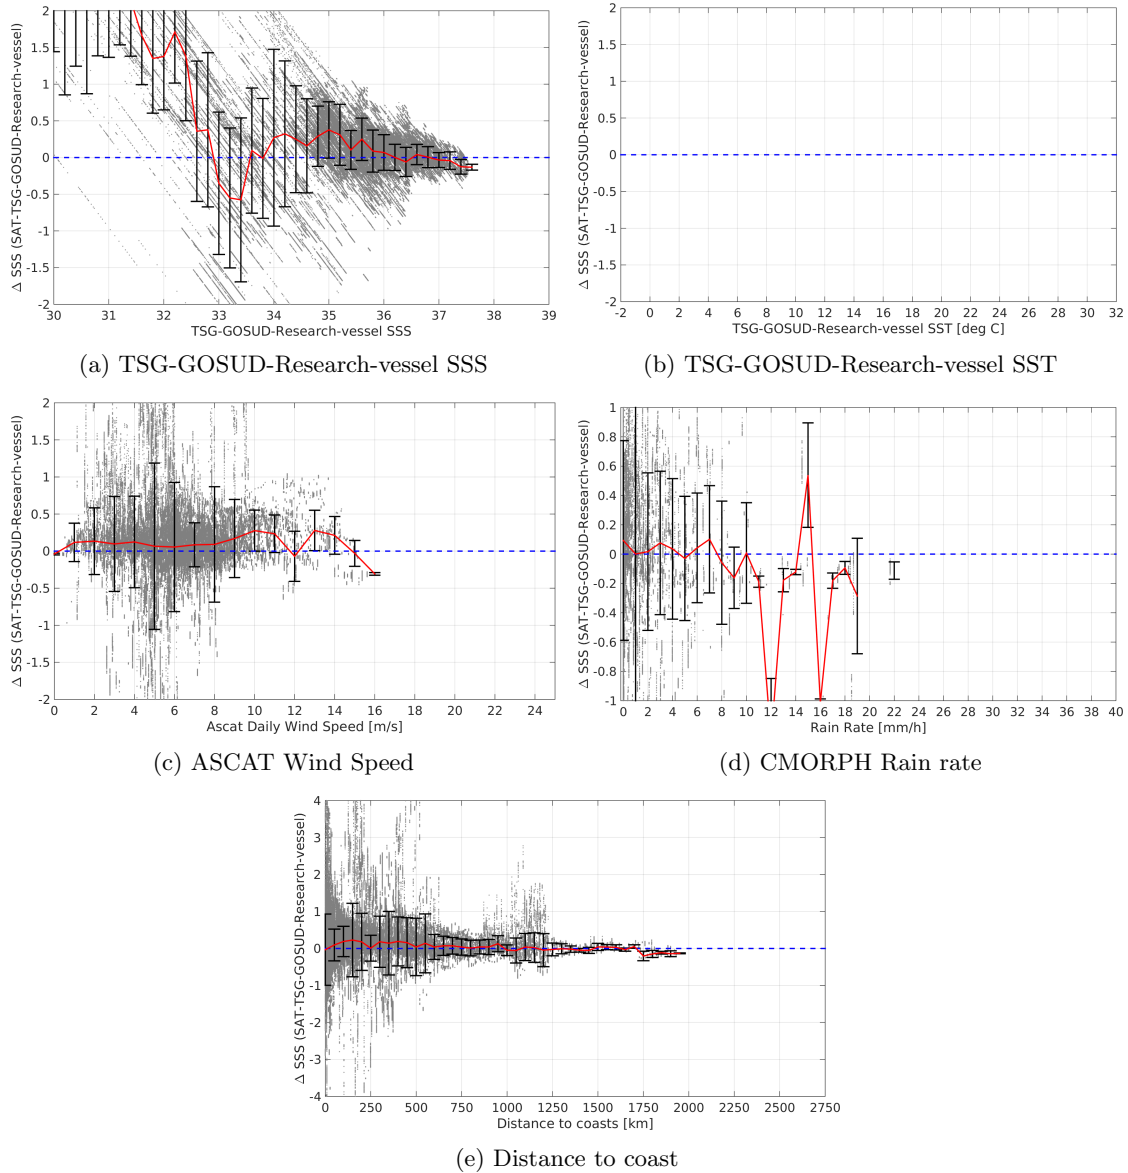 2
1.5
1
0.5
0
-0.5
-1
-1.5
-2
Δ SSS (SAT-TSG-GOSUD-Research-vessel)
30 31 32 33 34 35 36 37 38 39
TSG-GOSUD-Research-vessel SSS
(a) TSG-GOSUD-Research-vessel SSS
2
1.5
1
0.5
0
-0.5
-1
-1.5
-2
Δ SSS (SAT-TSG-GOSUD-Research-vessel)
-2 0 2 4 6 8 10 12 14 16 18 20 22 24 26 28 30 32
TSG-GOSUD-Research-vessel SST [deg C]
(b) TSG-GOSUD-Research-vessel SST
2
1.5
1
0.5
0
-0.5
-1
-1.5
-2
Δ SSS (SAT-TSG-GOSUD-Research-vessel)
0 2 4 6 8 10 12 14 16 18 20 22 24
Ascat Daily Wind Speed [m/s]
(c) ASCAT Wind Speed
1
0.8
0.6
0.4
0.2
0
-0.2
-0.4
-0.6
-0.8
-1
Δ SSS (SAT-TSG-GOSUD-Research-vessel)
0 2 4 6 8 10 12 14 16 18 20 22 24 26 28 30 32 34 36 38 40
Rain Rate [mm/h]
(d) CMORPH Rain rate
4
3
2
1
0
-1
-2
-3
-4
Δ SSS (SAT-TSG-GOSUD-Research-vessel)
0 250 500 750 1000 1250 1500 1750 2000 2250 2500 2750
Distance to coasts [km]
(e) Distance to coast